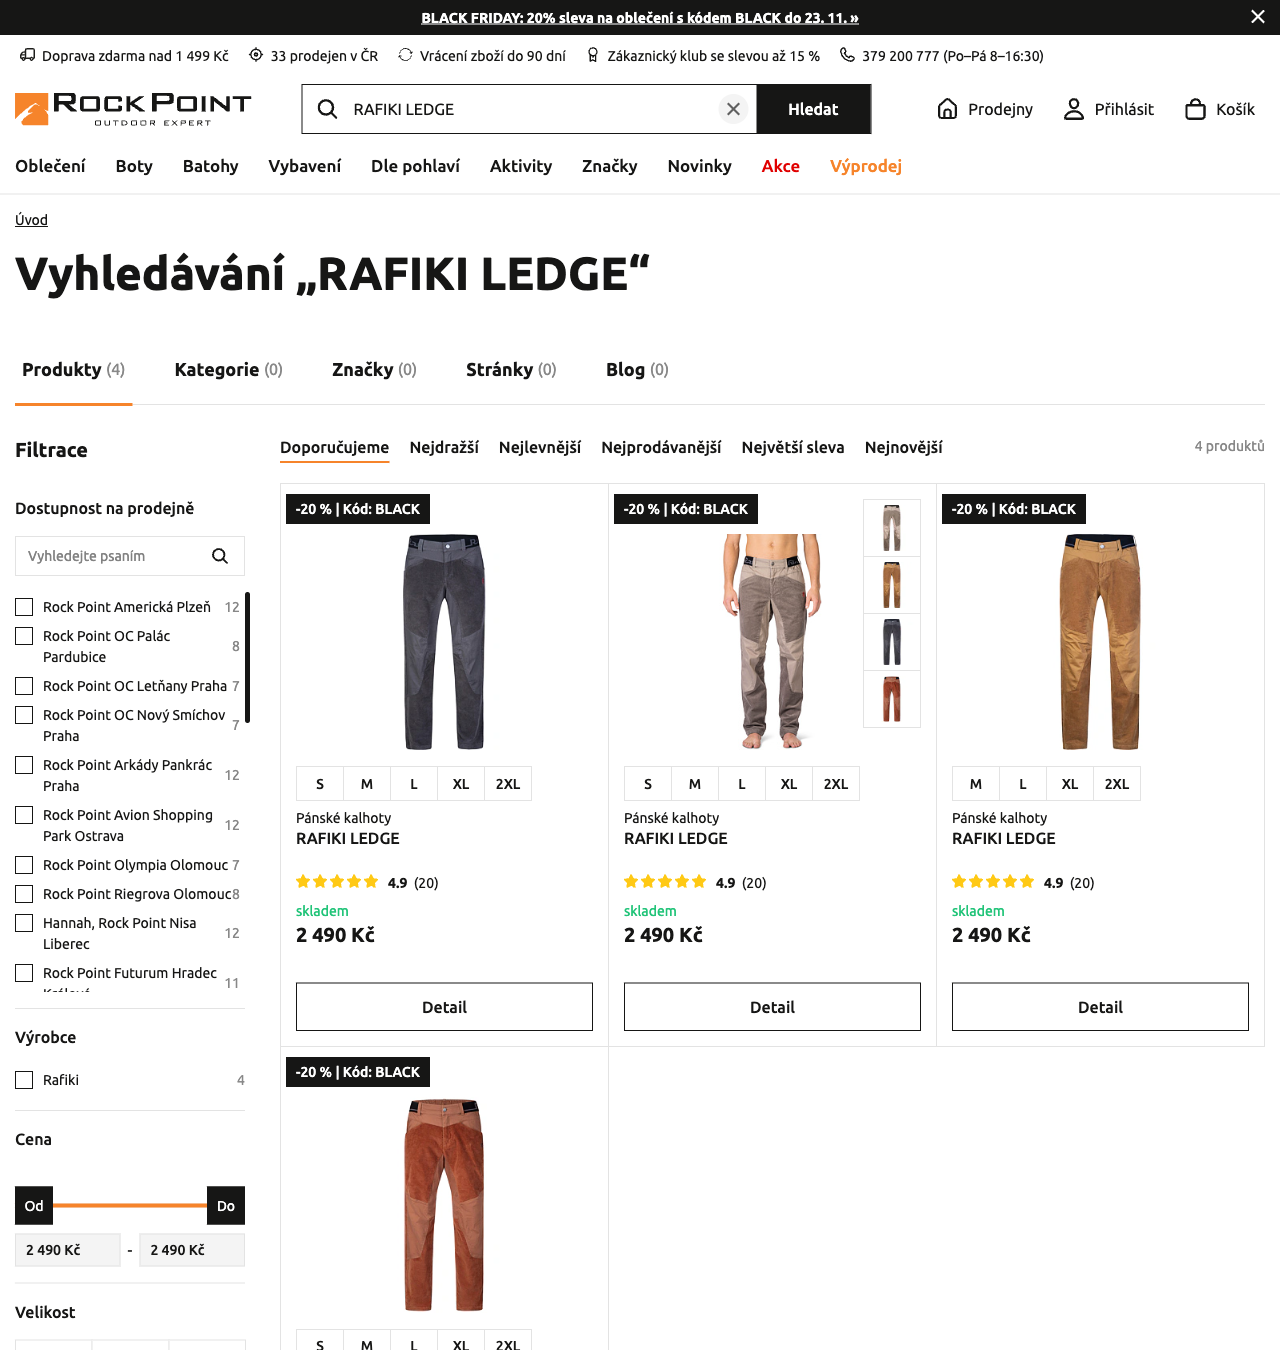 BLACK FRIDAY: 20% sleva na oblečení s kódem BLACK do 23. 11. »
Doprava zdarma nad 1 499 Kč
33 prodejen v ČR
Vrácení zboží do 90 dní
Zákaznický klub se slevou až 15 %
379 200 777 (Po–Pá 8–16:30)
ROCK POINT
OUTDOOR EXPERT
RAFIKI LEDGE
Hledat
Prodejny
Přihlásit
Košík
Oblečení
Boty
Batohy
Vybavení
Dle pohlaví
Aktivity
Značky
Novinky
Akce
Výprodej
Úvod
Vyhledávání „RAFIKI LEDGE“
Produkty (4)
Kategorie (0)
Značky (0)
Stránky (0)
Blog (0)
Filtrace
Dostupnost na prodejně
Vyhledejte psaním
Rock Point Americká Plzeň 12
Rock Point OC Palác
Pardubice 8
Rock Point OC Letňany Praha 7
Rock Point OC Nový Smíchov
Praha 7
Rock Point Arkády Pankrác
Praha 12
Rock Point Avion Shopping
Park Ostrava 12
Rock Point Olympia Olomouc 7
Rock Point Riegrova Olomouc 8
Hannah, Rock Point Nisa
Liberec 12
Rock Point Futurum Hradec
Králové 11
Výrobce
Rafiki 4
Cena
Od
Do
2 490 Kč - 2 490 Kč
Velikost
Doporučujeme
Nejdražší
Nejlevnější
Nejprodávanější
Největší sleva
Nejnovější
4 produktů
-20 % | Kód: BLACK
S M L XL 2XL
Pánské kalhoty
RAFIKI LEDGE
4.9 (20)
skladem
2 490 Kč
Detail
-20 % | Kód: BLACK
S M L XL 2XL
Pánské kalhoty
RAFIKI LEDGE
4.9 (20)
skladem
2 490 Kč
Detail
-20 % | Kód: BLACK
M L XL 2XL
Pánské kalhoty
RAFIKI LEDGE
4.9 (20)
skladem
2 490 Kč
Detail
-20 % | Kód: BLACK
S M L XL 2XL